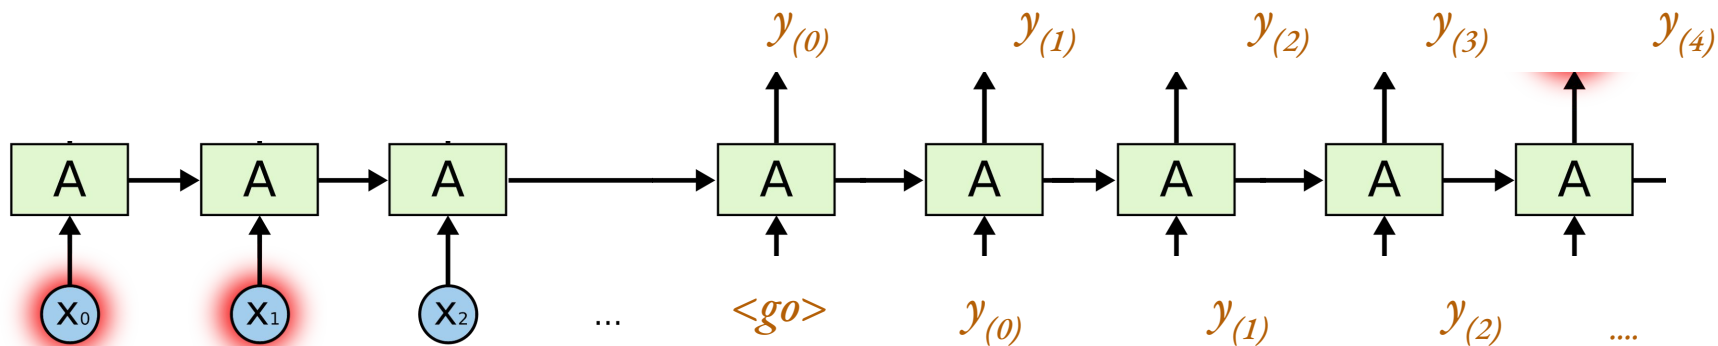 y(0) y(1) y(2) y(3) y(4)
A A A A A A A A
x0 x1 x2 ... <go> y(0) y(1) y(2) ....